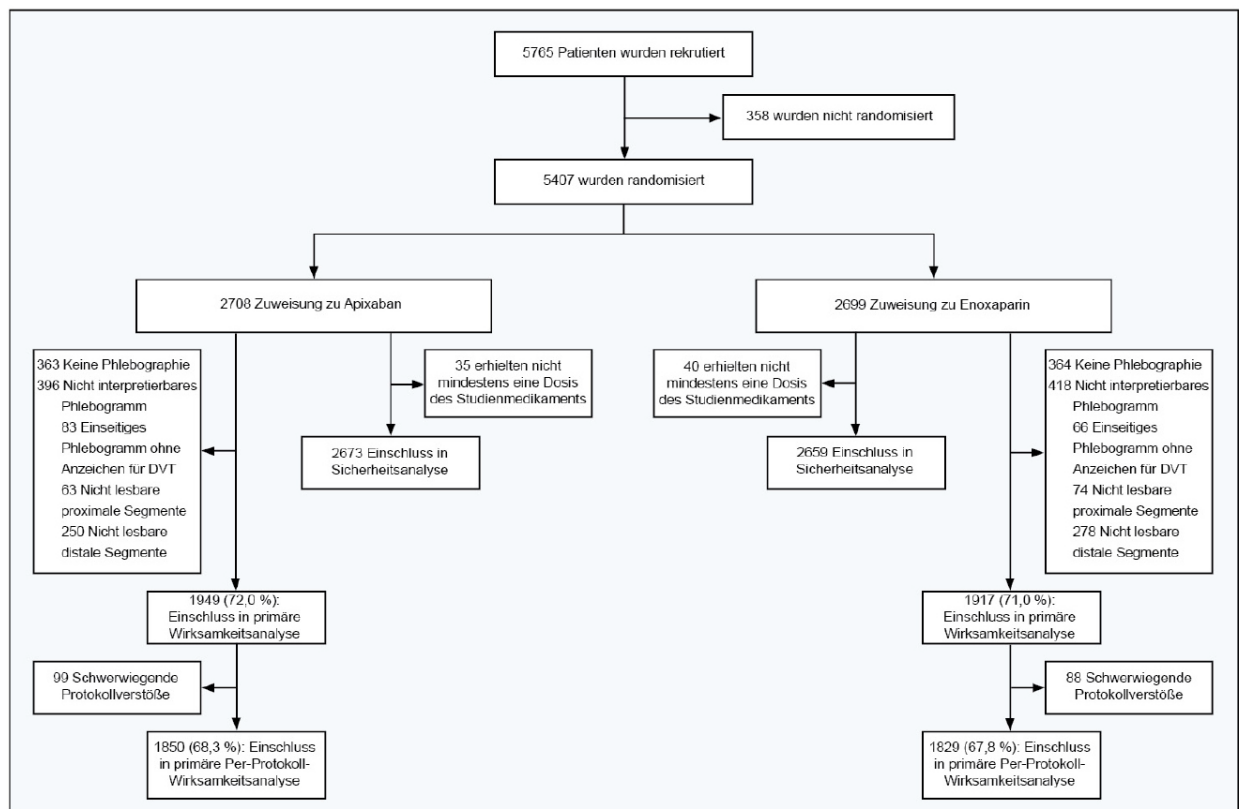 5765 Patienten wurden rekrutiert
358 wurden nicht randomisiert
5407 wurden randomisiert
2708 Zuweisung zu Apixaban
2699 Zuweisung zu Enoxaparin
363 Keine Phlebographie
396 Nicht interpretierbares
Phlebogramm
83 Einseitiges
Phlebogramm ohne
Anzeichen für DVT
63 Nicht lesbare
proximale Segmente
250 Nicht lesbare
distale Segmente
35 erhielten nicht
mindestens eine Dosis
des Studienmedikaments
2673 Einschluss in
Sicherheitsanalyse
40 erhielten nicht
mindestens eine Dosis
des Studienmedikaments
2659 Einschluss in
Sicherheitsanalyse
364 Keine Phlebographie
418 Nicht interpretierbares
Phlebogramm
66 Einseitiges
Phlebogramm ohne
Anzeichen für DVT
74 Nicht lesbare
proximale Segmente
278 Nicht lesbare
distale Segmente
1949 (72,0 %):
Einschluss in primäre
Wirksamkeitsanalyse
1917 (71,0 %):
Einschluss in primäre
Wirksamkeitsanalyse
99 Schwerwiegende
Protokollverstöße
88 Schwerwiegende
Protokollverstöße
1850 (68,3 %): Einschluss
in primäre Per-Protokoll-
Wirksamkeitsanalyse
1829 (67,8 %): Einschluss
in primäre Per-Protokoll-
Wirksamkeitsanalyse